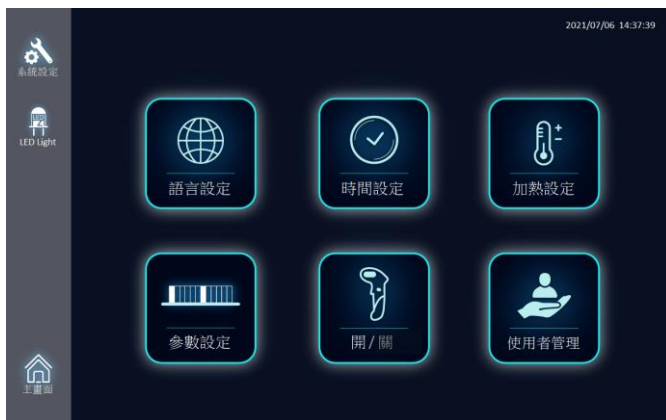 2021/07/06 14:37:39
系統設定
LED
LED Light
語言設定
時間設定
加熱設定
參數設定
開/關
使用者管理
主畫面